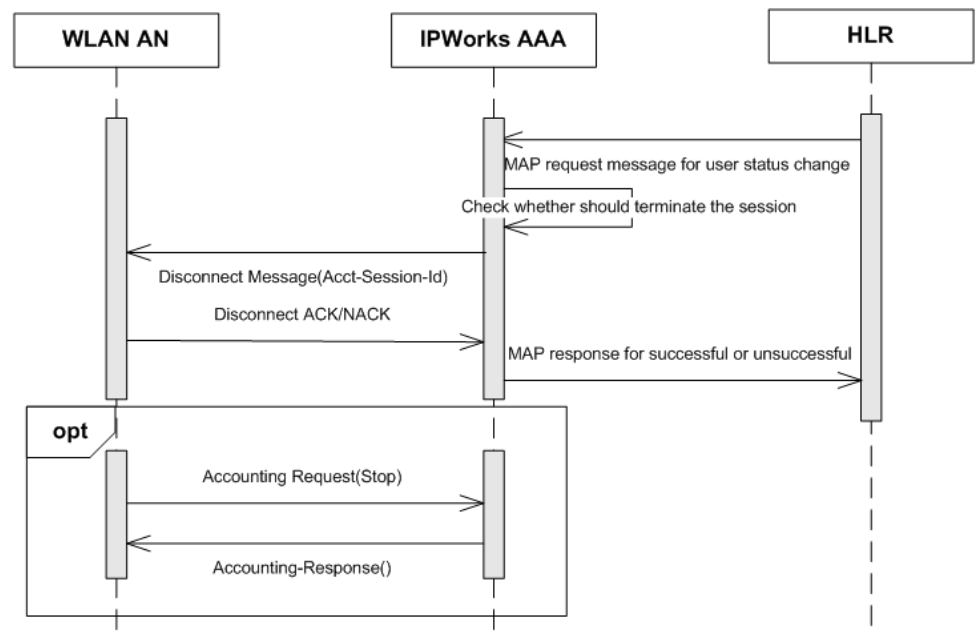 WLAN AN
IPWorks AAA
HLR
MAP request message for user status change
Check whether should terminate the session
Disconnect Message(Acct-Session-Id)
Disconnect ACK/NACK
MAP response for successful or unsuccessful
opt
Accounting Request(Stop)
Accounting-Response()